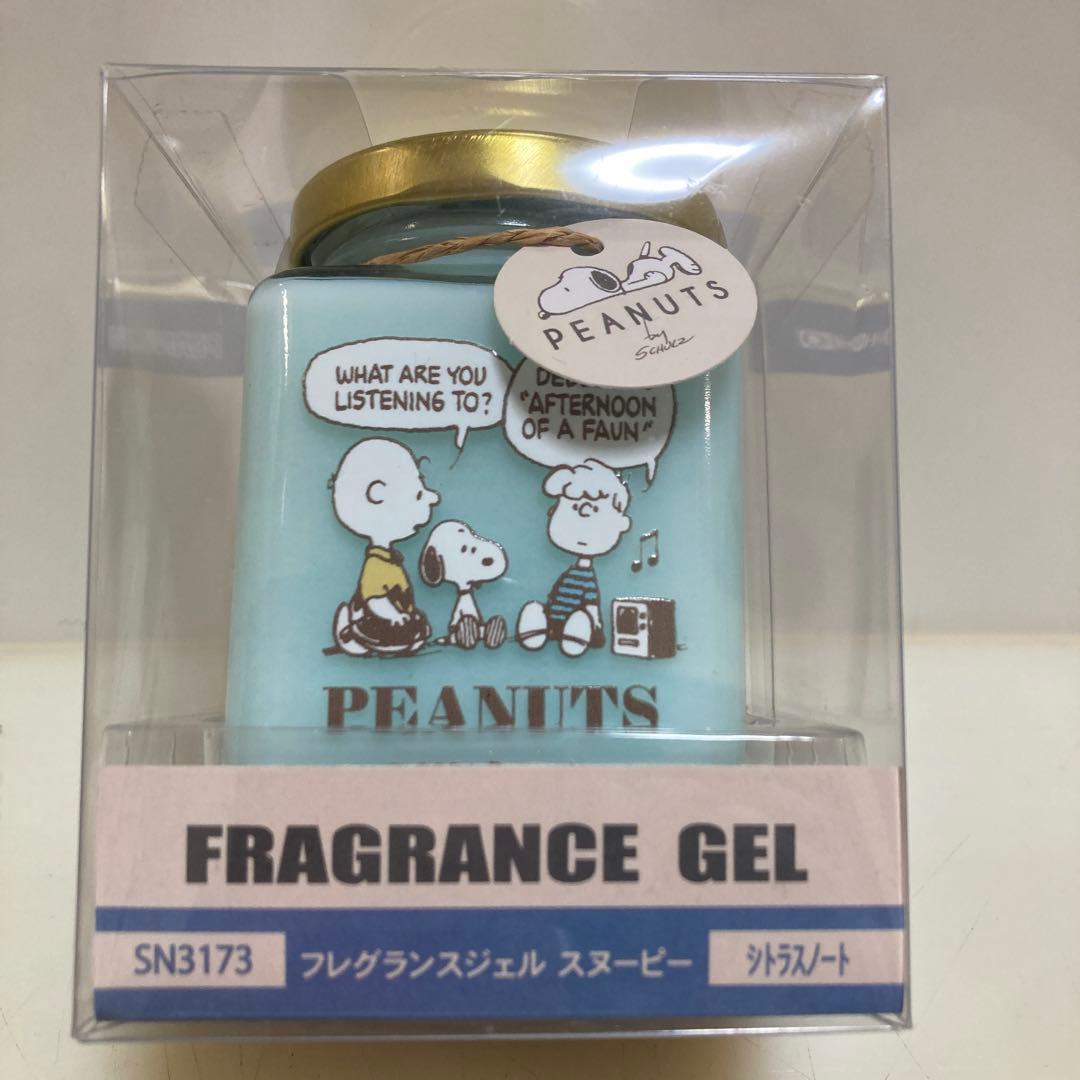 PEANUTS
by
SCHULZ
WHAT ARE YOU
LISTENING TO?
"AFTERNOON
OF A FAUN"
PEANUTS
FRAGRANCE GEL
SN3173
フレグランスジェル スヌーピー
シトラスノート